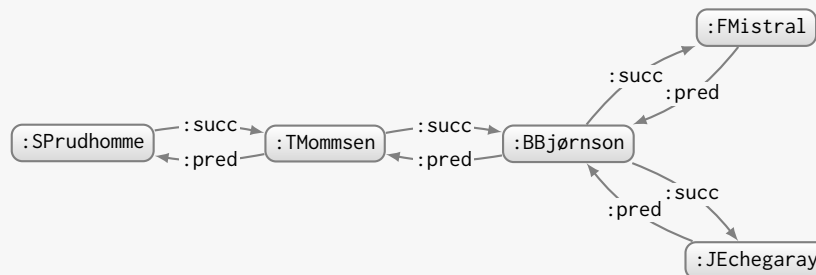 :FMistral
:succ
:pred
:SPrudhomme
:succ
:pred
:TMommsen
:succ
:pred
:BBjørnson
:succ
:pred
:JEchegaray